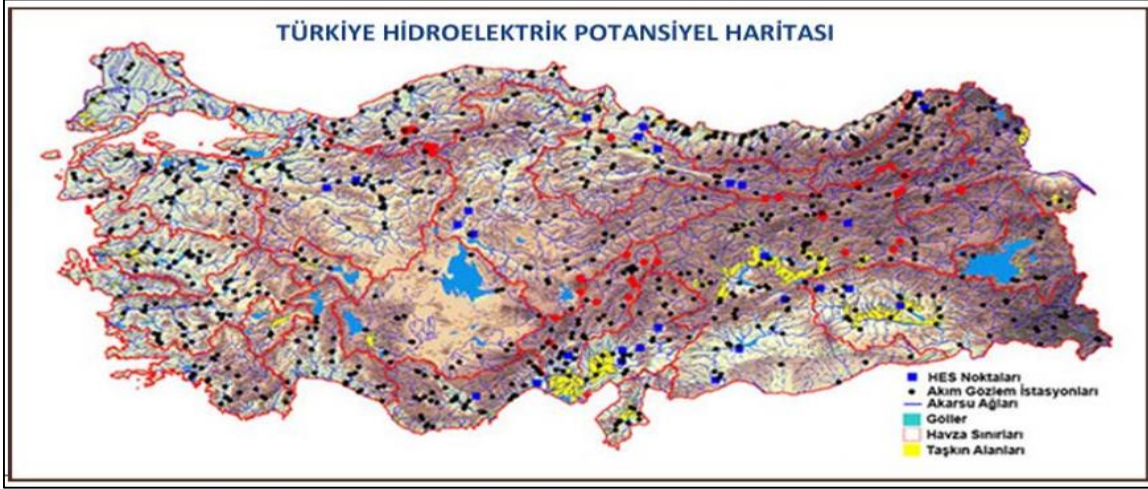 TÜRKİYE HİDROELEKTRİK POTANSİYEL HARİTASI
HES Noktaları
Akım Gözlem İstasyonları
Akarsu Ağları
Göller
Havza Sınırları
Taşkın Alanları